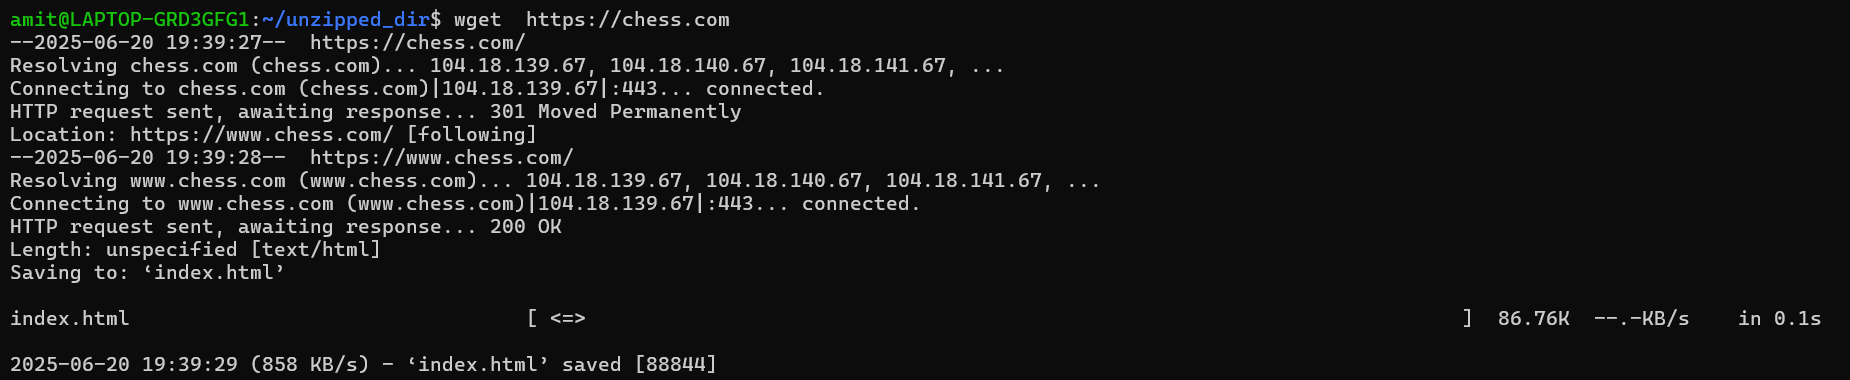 amit@LAPTOP-GRD3GFG1:~/unzipped_dir$ wget  https://chess.com
--2025-06-20 19:39:27--  https://chess.com/
Resolving chess.com (chess.com)... 104.18.139.67, 104.18.140.67, 104.18.141.67, ...
Connecting to chess.com (chess.com)|104.18.139.67|:443... connected.
HTTP request sent, awaiting response... 301 Moved Permanently
Location: https://www.chess.com/ [following]
--2025-06-20 19:39:28--  https://www.chess.com/
Resolving www.chess.com (www.chess.com)... 104.18.139.67, 104.18.140.67, 104.18.141.67, ...
Connecting to www.chess.com (www.chess.com)|104.18.139.67|:443... connected.
HTTP request sent, awaiting response... 200 OK
Length: unspecified [text/html]
Saving to: ‘index.html’
index.html                                 [ <=>                                                                         ]  86.76K  --.-KB/s    in 0.1s
2025-06-20 19:39:29 (858 KB/s) - ‘index.html’ saved [88844]